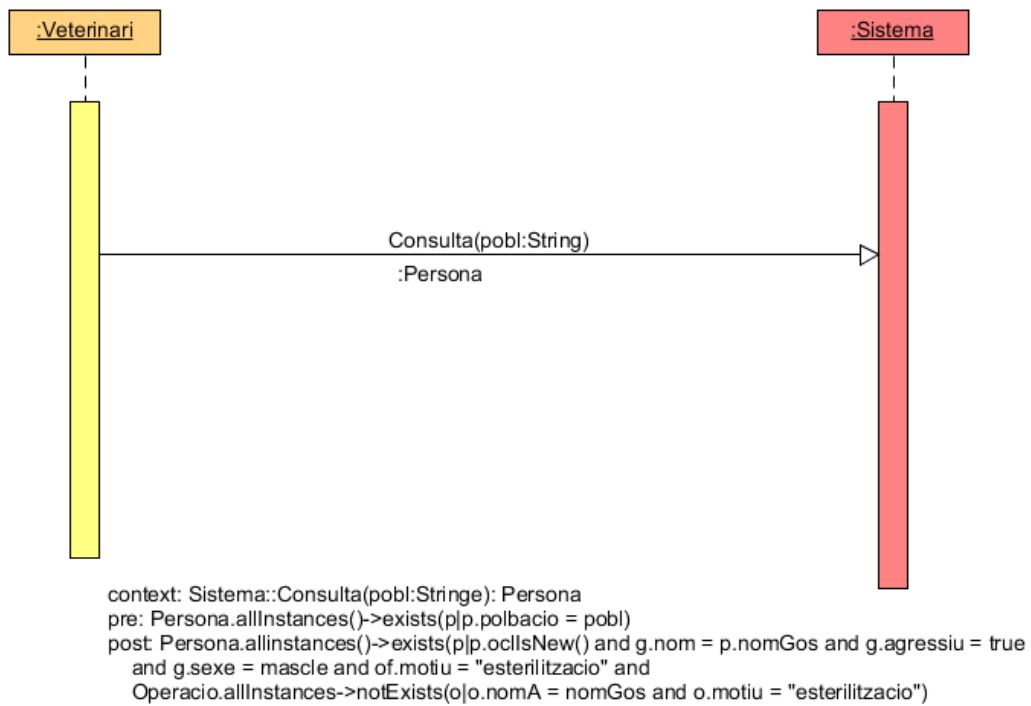 :Veterinari
:Sistema
Consulta(pobl:String)
:Persona
context: Sistema::Consulta(pobl:Stringe): Persona
pre: Persona.allInstances()->exists(p|p.polbacio = pobl)
post: Persona.allinstances()->exists(p|p.oclIsNew() and g.nom = p.nomGos and g.agressiu = true
and g.sexe = mascle and of.motiu = "esterilitzacio" and
Operacio.allInstances->notExists(o|o.nomA = nomGos and o.motiu = "esterilitzacio")